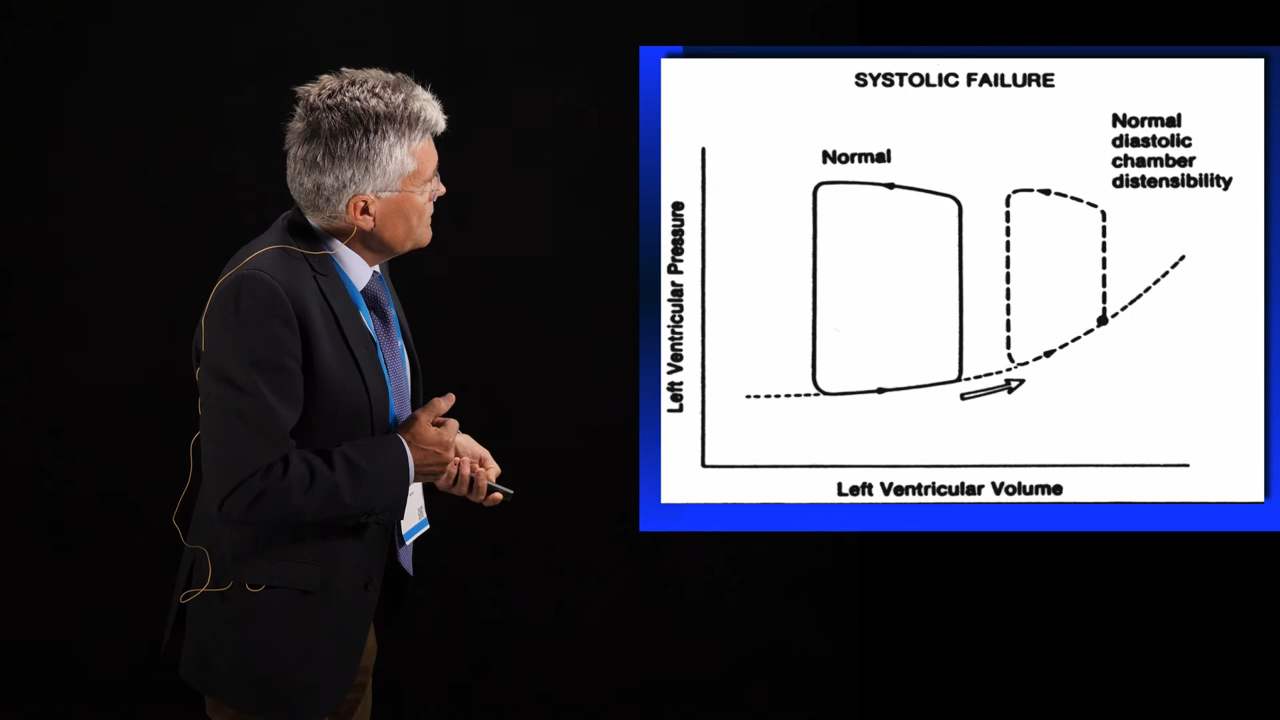 SYSTOLIC FAILURE
Normal
diastolic
chamber
distensibility
Normal
Left Ventricular Pressure
Left Ventricular Volume